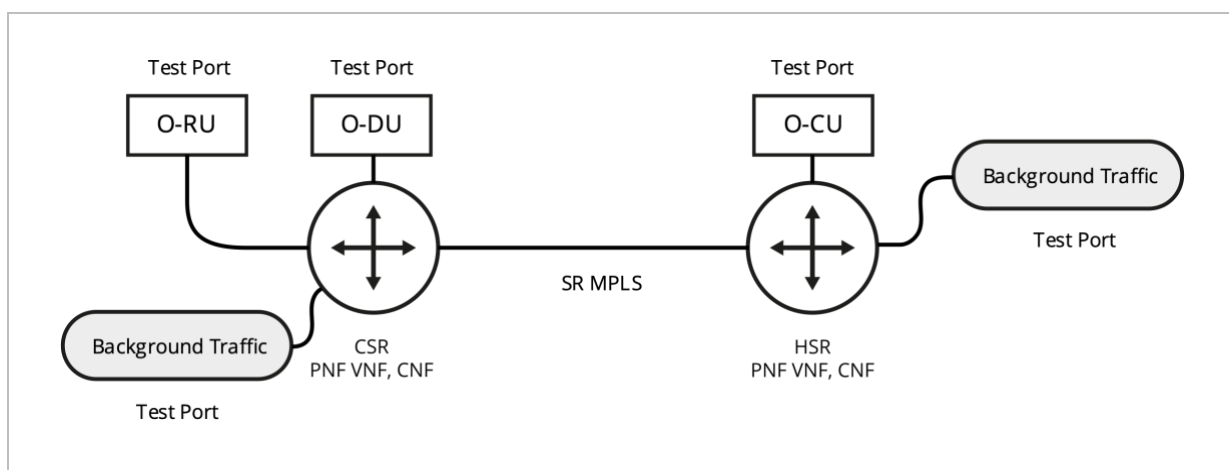 Test Port
Test Port
Test Port
O-RU
O-DU
O-CU
Background Traffic
Test Port
SR MPLS
Background Traffic
Test Port
CSR
PNF VNF, CNF
HSR
PNF VNF, CNF